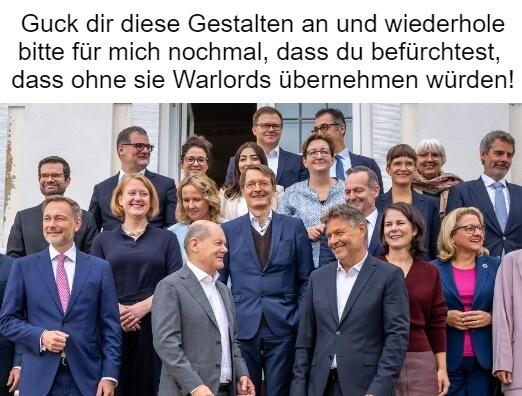 Guck dir diese Gestalten an und wiederhole
bitte für mich nochmal, dass du befürchtest,
dass ohne sie Warlords übernehmen würden!